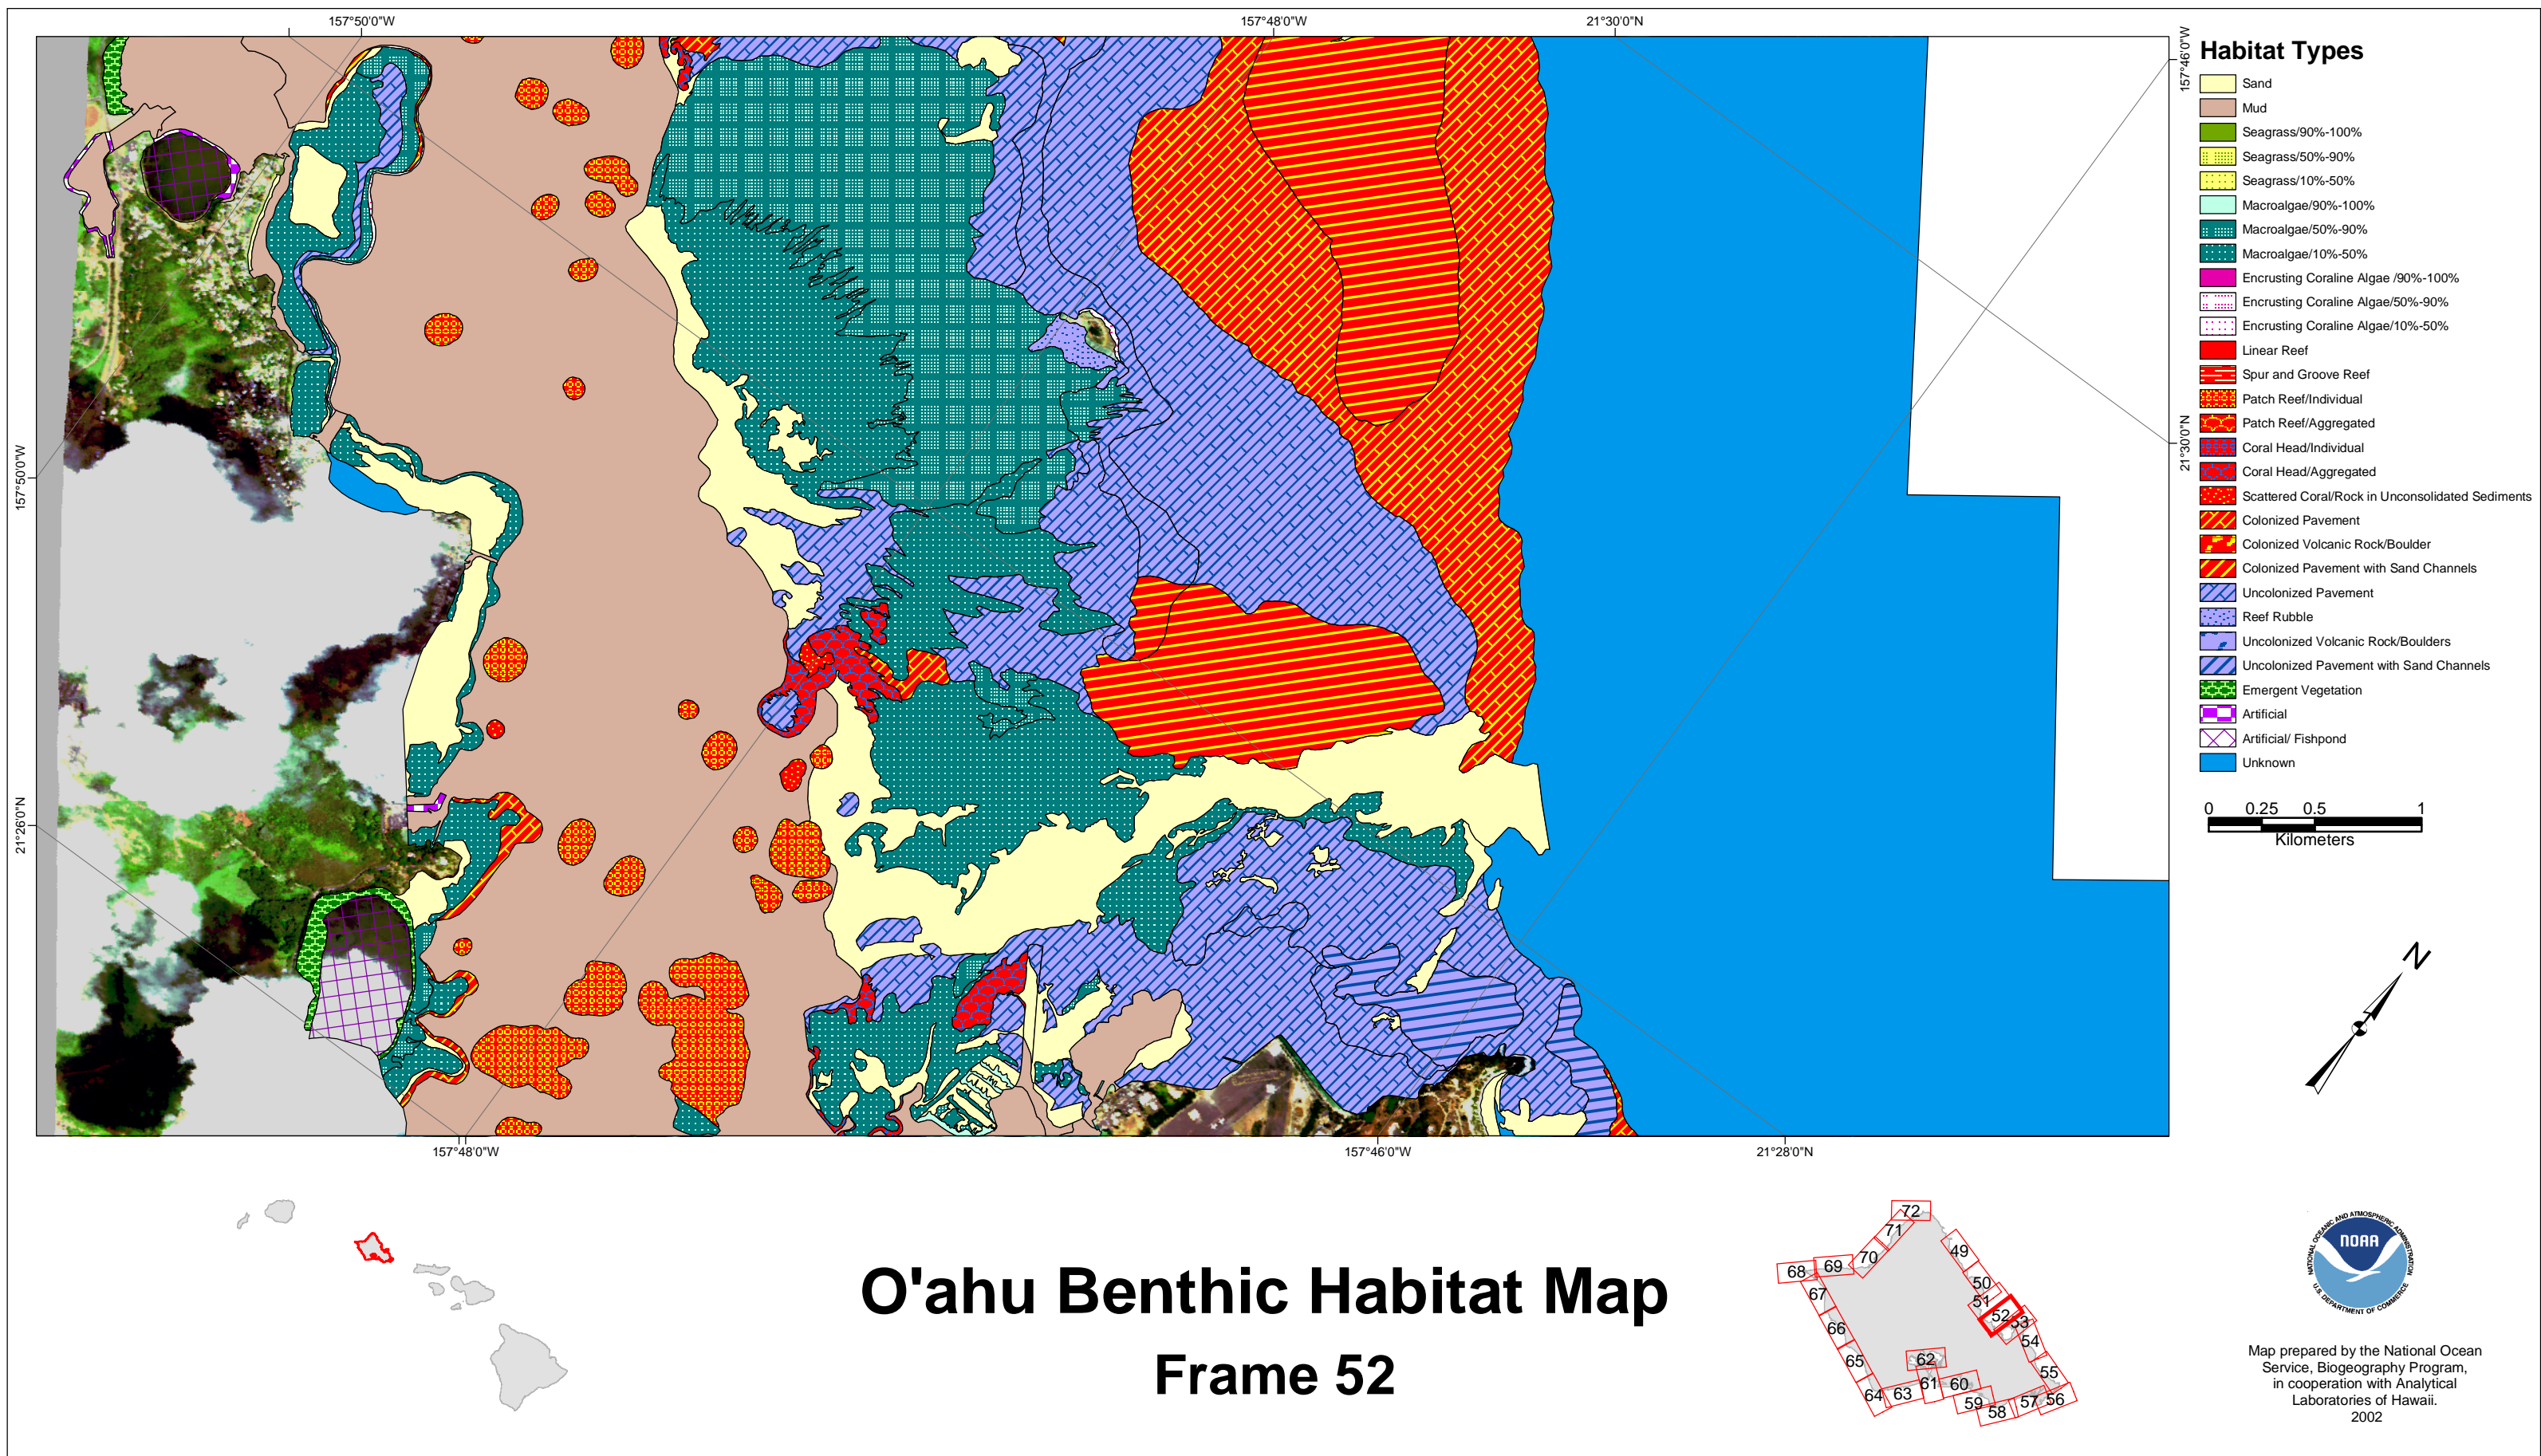 157°50'0"W
157°48'0"W
21°30'0"N
157°46'0"W
21°30'0"N
157°50'0"W
21°26'0"N
157°48'0"W
157°46'0"W
21°28'0"N
Habitat Types
Sand
Mud
Seagrass/90%-100%
Seagrass/50%-90%
Seagrass/10%-50%
Macroalgae/90%-100%
Macroalgae/50%-90%
Macroalgae/10%-50%
Encrusting Coraline Algae /90%-100%
Encrusting Coraline Algae/50%-90%
Encrusting Coraline Algae/10%-50%
Linear Reef
Spur and Groove Reef
Patch Reef/Individual
Patch Reef/Aggregated
Coral Head/Individual
Coral Head/Aggregated
Scattered Coral/Rock in Unconsolidated Sediments
Colonized Pavement
Colonized Volcanic Rock/Boulder
Colonized Pavement with Sand Channels
Uncolonized Pavement
Reef Rubble
Uncolonized Volcanic Rock/Boulders
Uncolonized Pavement with Sand Channels
Emergent Vegetation
Artificial
Artificial/ Fishpond
Unknown
0 0.25 0.5 1
Kilometers
N
O'ahu Benthic Habitat Map
Frame 52
72
71
70
69
68
67
66
65
64
63
62
61
60
59
58
57
56
55
54
53
52
51
50
49
NATIONAL OCEANIC AND ATMOSPHERIC ADMINISTRATION
NOAA
U.S. DEPARTMENT OF COMMERCE
Map prepared by the National Ocean
Service, Biogeography Program,
in cooperation with Analytical
Laboratories of Hawaii.
2002